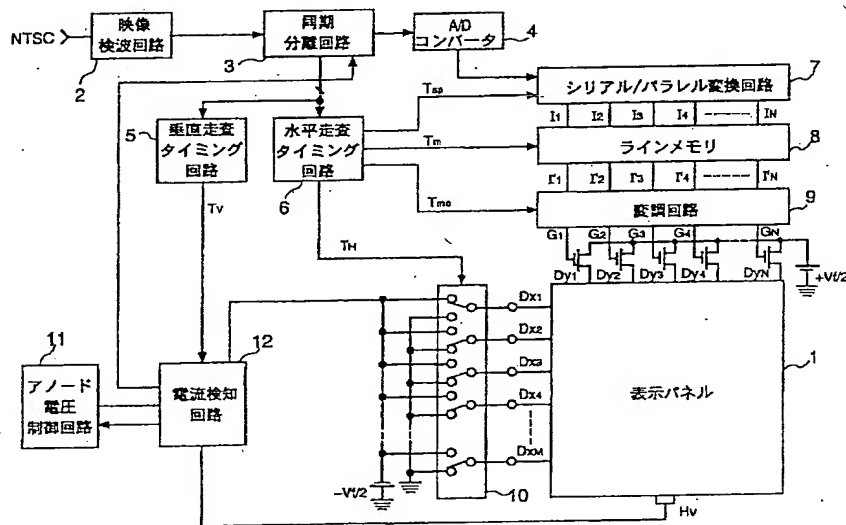 NTSC
映像
検波回路
2
同期
分離回路
3
A/D
コンバータ
4
シリアル/パラレル変換回路
7
Tsp
I1 I2 I3 I4 IN
垂直走査
タイミング
回路
5
水平走査
タイミング
回路
6
Tm
ラインメモリ
8
I'1 I'2 I'3 I'4 I'N
Tmo
変調回路
9
G1 G2 G3 G4 GN
Tv
TH
+Vf/2
Dy1 Dy2 Dy3 Dy4 DyN
Dx1
Dx2
Dx3
Dx4
DxM
表示パネル
1
11
アノード
電圧
制御回路
12
電流検知
回路
-Vf/2
10
Hv